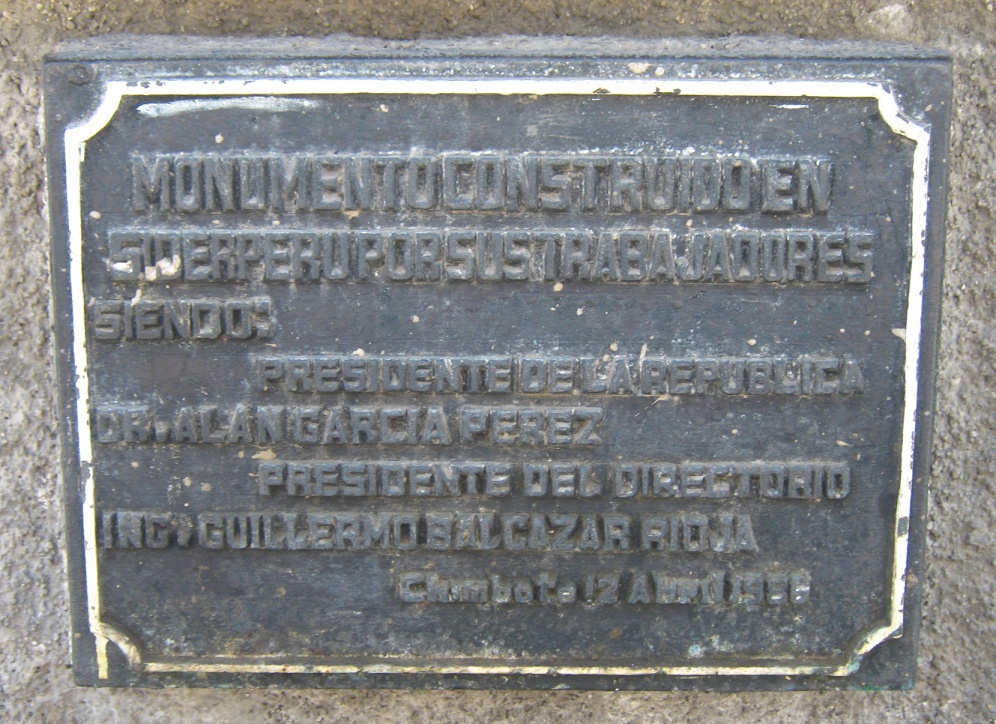 MONUMENTO CONSTRUIDO EN
SIDERPERU POR SUS TRABAJADORES
SIENDO:
PRESIDENTE DE LA REPUBLICA
DR. ALAN GARCIA PEREZ
PRESIDENTE DEL DIRECTORIO
ING. GUILLERMO BALCAZAR RIOJA
Chimbote 12 Abril 1986